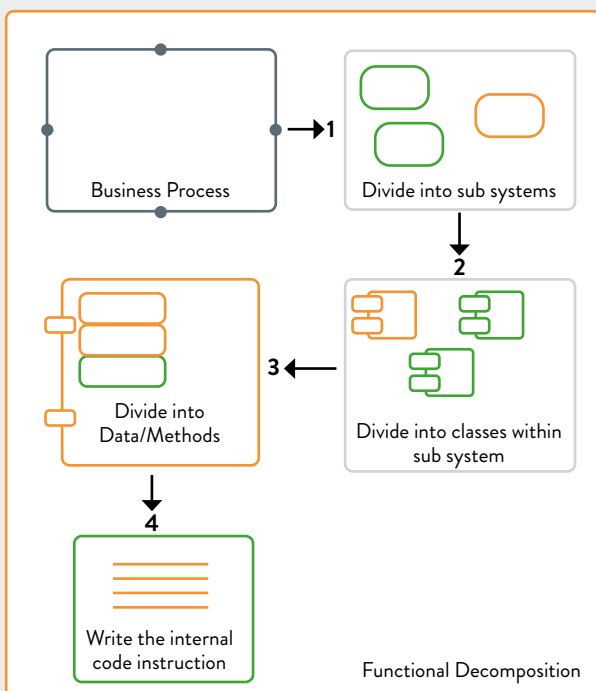 Business Process
1
Divide into sub systems
2
Divide into classes within
sub system
3
Divide into
Data/Methods
4
Write the internal
code instruction
Functional Decomposition